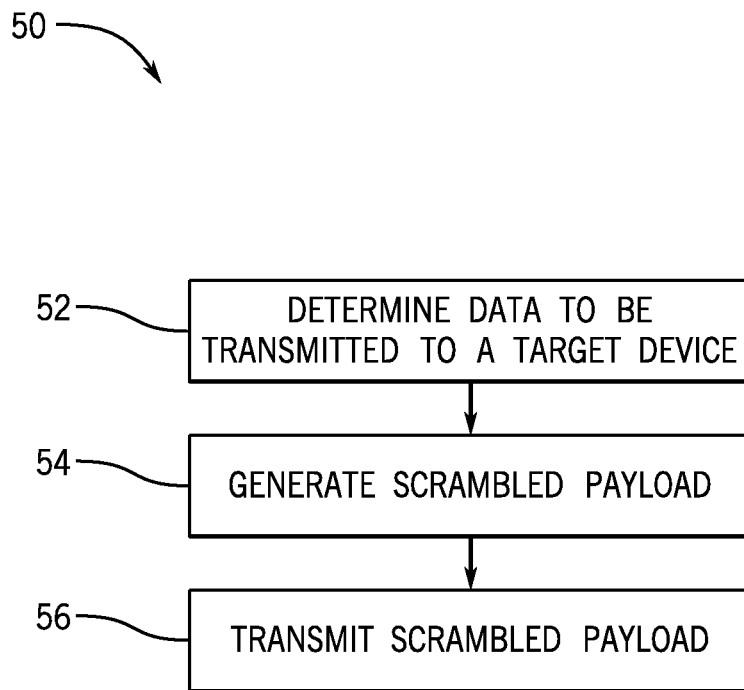 50
52
DETERMINE DATA TO BE
TRANSMITTED TO A TARGET DEVICE
54
GENERATE SCRAMBLED PAYLOAD
56
TRANSMIT SCRAMBLED PAYLOAD